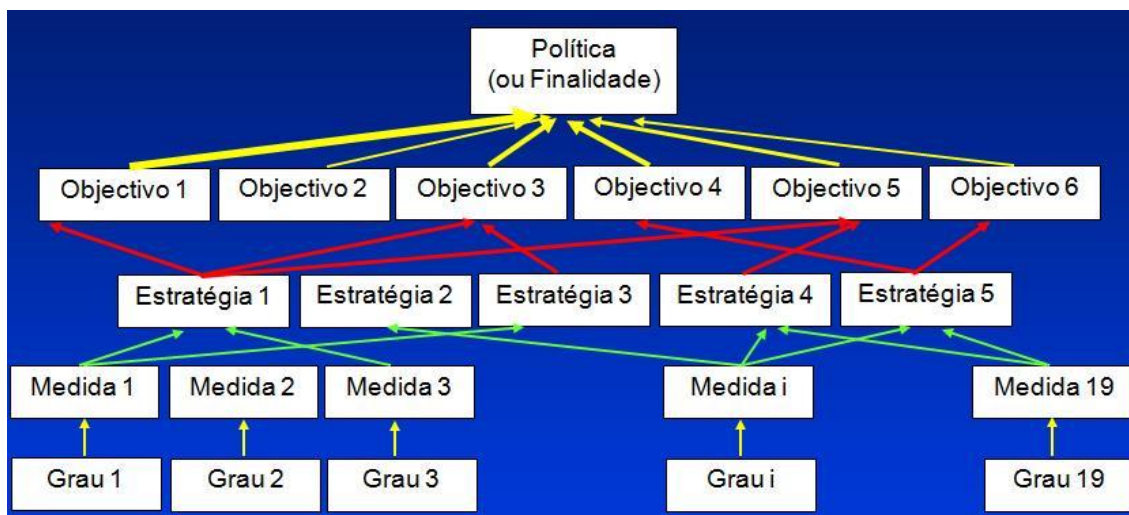 Política
(ou Finalidade)
Objectivo 1
Objectivo 2
Objectivo 3
Objectivo 4
Objectivo 5
Objectivo 6
Estratégia 1
Estratégia 2
Estratégia 3
Estratégia 4
Estratégia 5
Medida 1
Medida 2
Medida 3
Medida i
Medida 19
Grau 1
Grau 2
Grau 3
Grau i
Grau 19